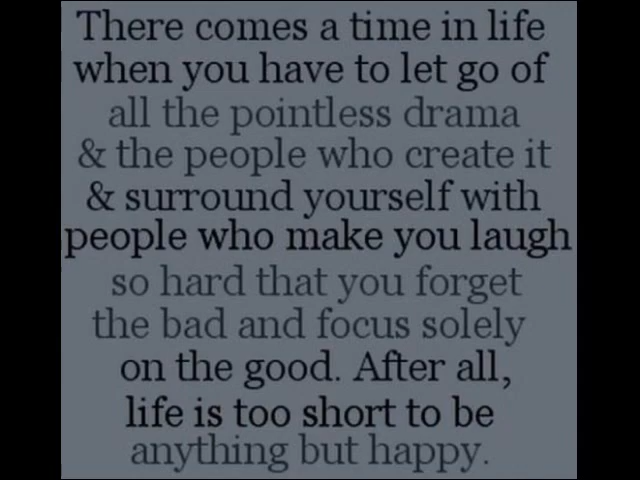 There comes a time in life
when you have to let go of
all the pointless drama
& the people who create it
& surround yourself with
people who make you laugh
so hard that you forget
the bad and focus solely
on the good. After all,
life is too short to be
anything but happy.